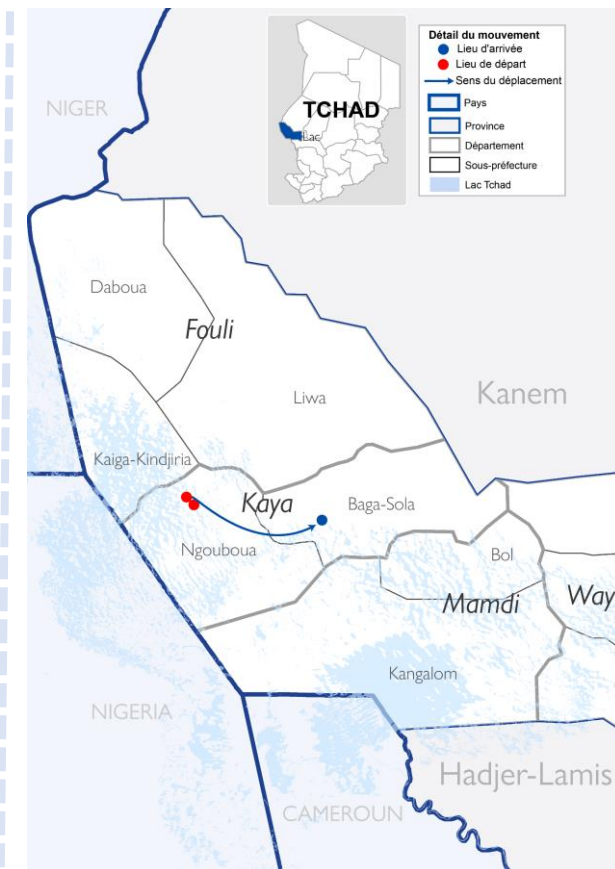 Détail du mouvement
Lieu d'arrivée
Lieu de départ
Sens du déplacement
Pays
Province
Département
Sous-préfecture
Lac Tchad
TCHAD
Lac
NIGER
Daboua
Fouli
Liwa
Kanem
Kaiga-Kindjiria
Kaya
Baga-Sola
Ngouboua
Bol
Mamdi
Way
Kangalom
NIGERIA
Hadjer-Lamis
CAMEROUN